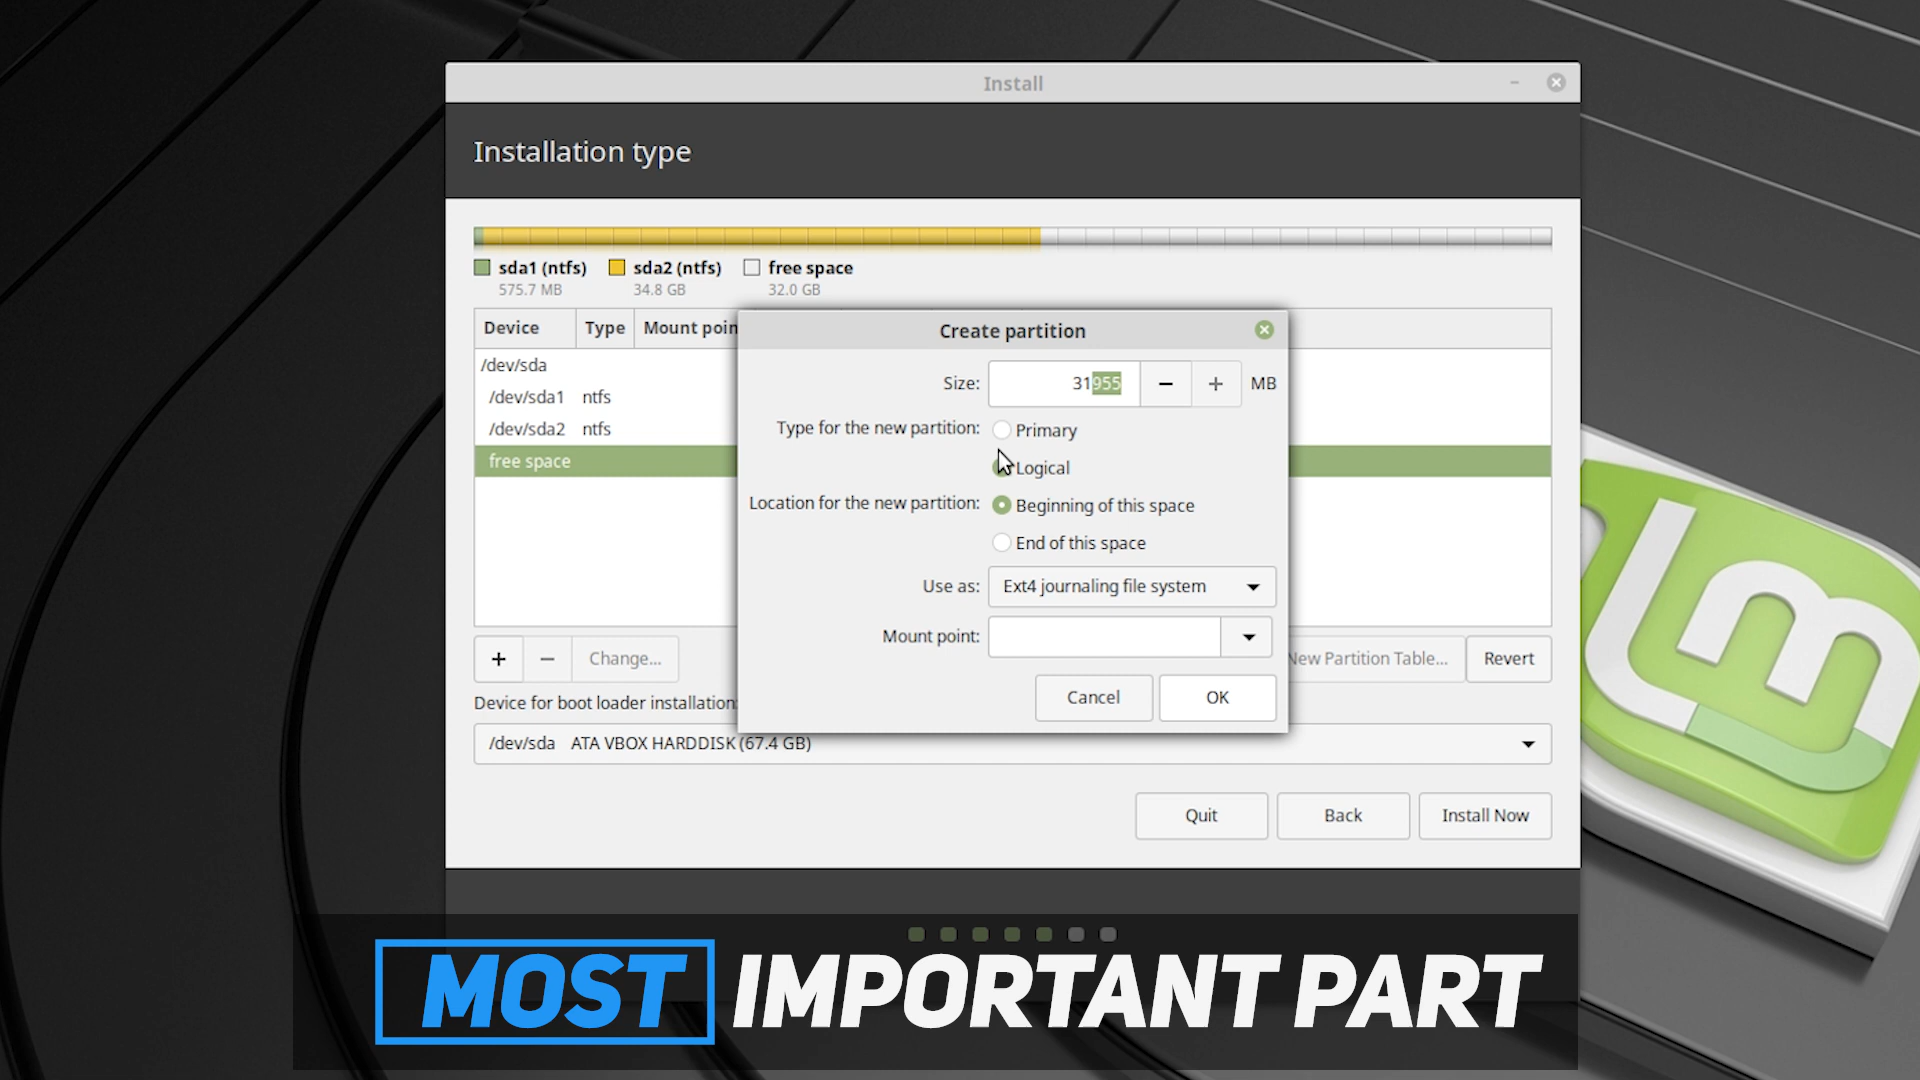 Install
Installation type
sda1 (ntfs) sda2 (ntfs) free space
575.7 MB 34.8 GB 32.0 GB
Device Type Mount poin
/dev/sda
/dev/sda1 ntfs
/dev/sda2 ntfs
free space
Create partition
Size: 31955 MB
Type for the new partition: Primary
Logical
Location for the new partition: Beginning of this space
End of this space
Use as: Ext4 journaling file system
Mount point:
Cancel OK
+ − Change... New Partition Table... Revert
Device for boot loader installation:
/dev/sda ATA VBOX HARDDISK (67.4 GB)
Quit Back Install Now
MOST IMPORTANT PART